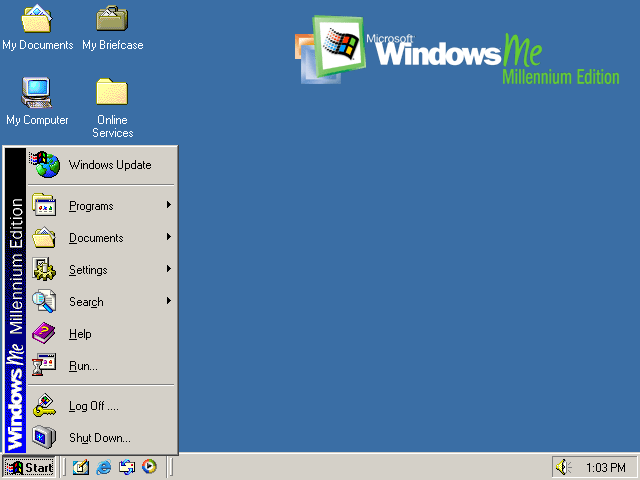 My Documents
My Briefcase
Microsoft
Windows Me
Millennium Edition
My Computer
Online
Services
Windows Update
Programs
Documents
Settings
Search
Help
Run...
Log Off ....
Shut Down...
Windows Me Millennium Edition
Start
1:03 PM